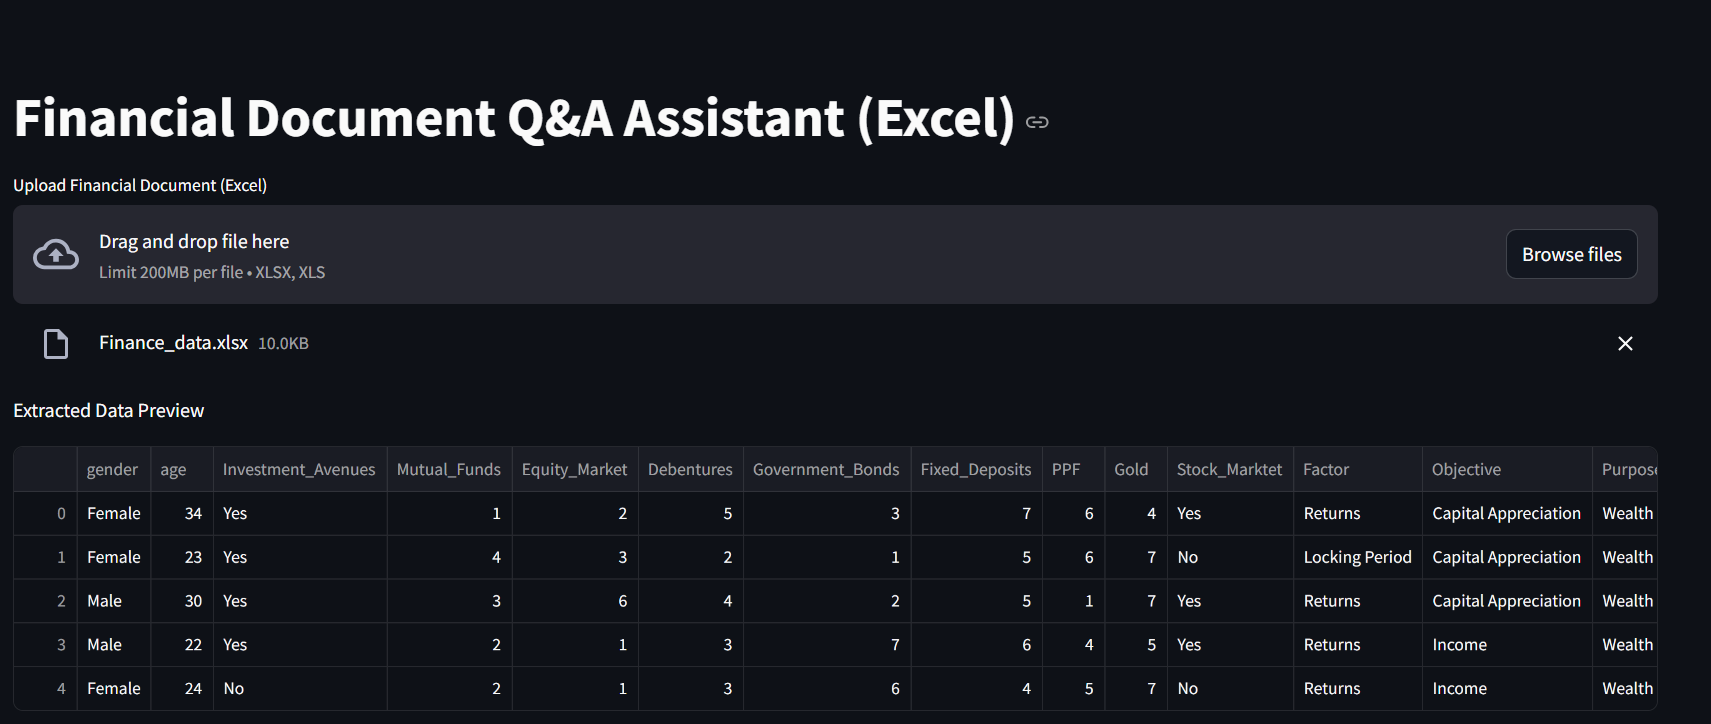 Financial Document Q&A Assistant (Excel)
Upload Financial Document (Excel)
Drag and drop file here
Limit 200MB per file • XLSX, XLS
Browse files
Finance_data.xlsx 10.0KB
Extracted Data Preview
gender age Investment_Avenues Mutual_Funds Equity_Market Debentures Government_Bonds Fixed_Deposits PPF Gold Stock_Marktet Factor Objective Purpose
0 Female 34 Yes 1 2 5 3 7 6 4 Yes Returns Capital Appreciation Wealth
1 Female 23 Yes 4 3 2 1 5 6 7 No Locking Period Capital Appreciation Wealth
2 Male 30 Yes 3 6 4 2 5 1 7 Yes Returns Capital Appreciation Wealth
3 Male 22 Yes 2 1 3 7 6 4 5 Yes Returns Income Wealth
4 Female 24 No 2 1 3 6 4 5 7 No Returns Income Wealth